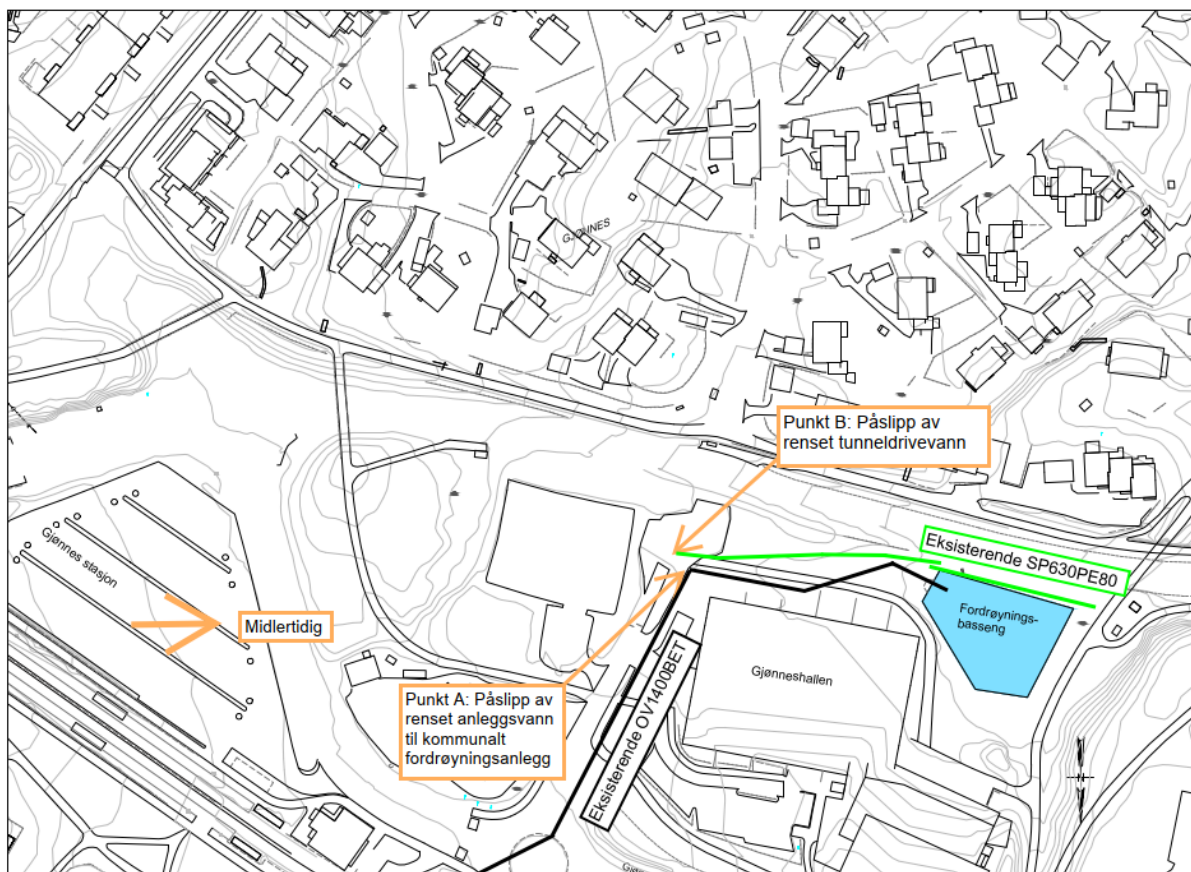 GJØNNES
Punkt B: Påslipp av
renset tunneldrivevann
Eksisterende SP630PE80
Gjønnes stasjon
Fordrøynings-
basseng
Midlertidig
Gjønneshallen
Punkt A: Påslipp av
renset anleggsvann
til kommunalt
fordrøyningsanlegg
Eksisterende OV1400BET